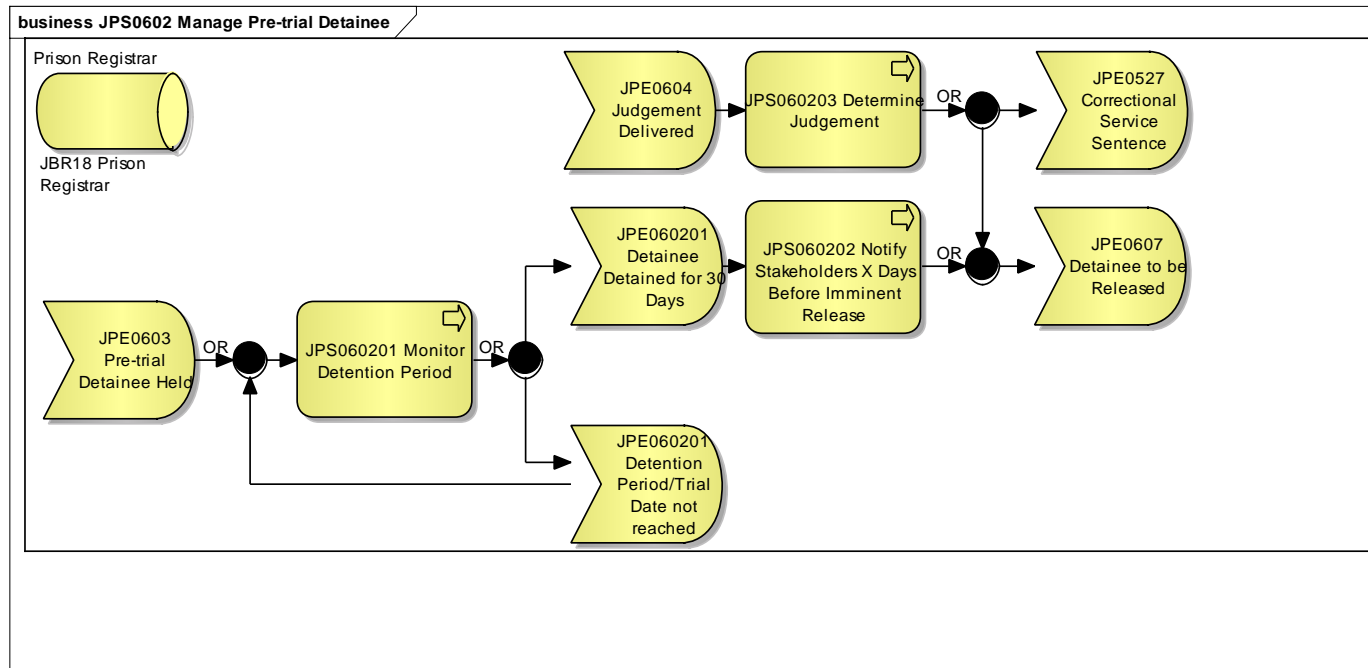 business JPS0602 Manage Pre-trial Detainee
Prison Registrar
JBR18 Prison
Registrar
JPE0604
Judgement
Delivered
JPS060203 Determine
Judgement
OR
JPE0527
Correctional
Service
Sentence
JPE060201
Detainee
Detained for 30
Days
JPS060202 Notify
Stakeholders X Days
Before Imminent
Release
OR
JPE0607
Detainee to be
Released
JPE0603
Pre-trial
Detainee Held
OR
JPS060201 Monitor
Detention Period
OR
JPE060201
Detention
Period/Trial
Date not
reached